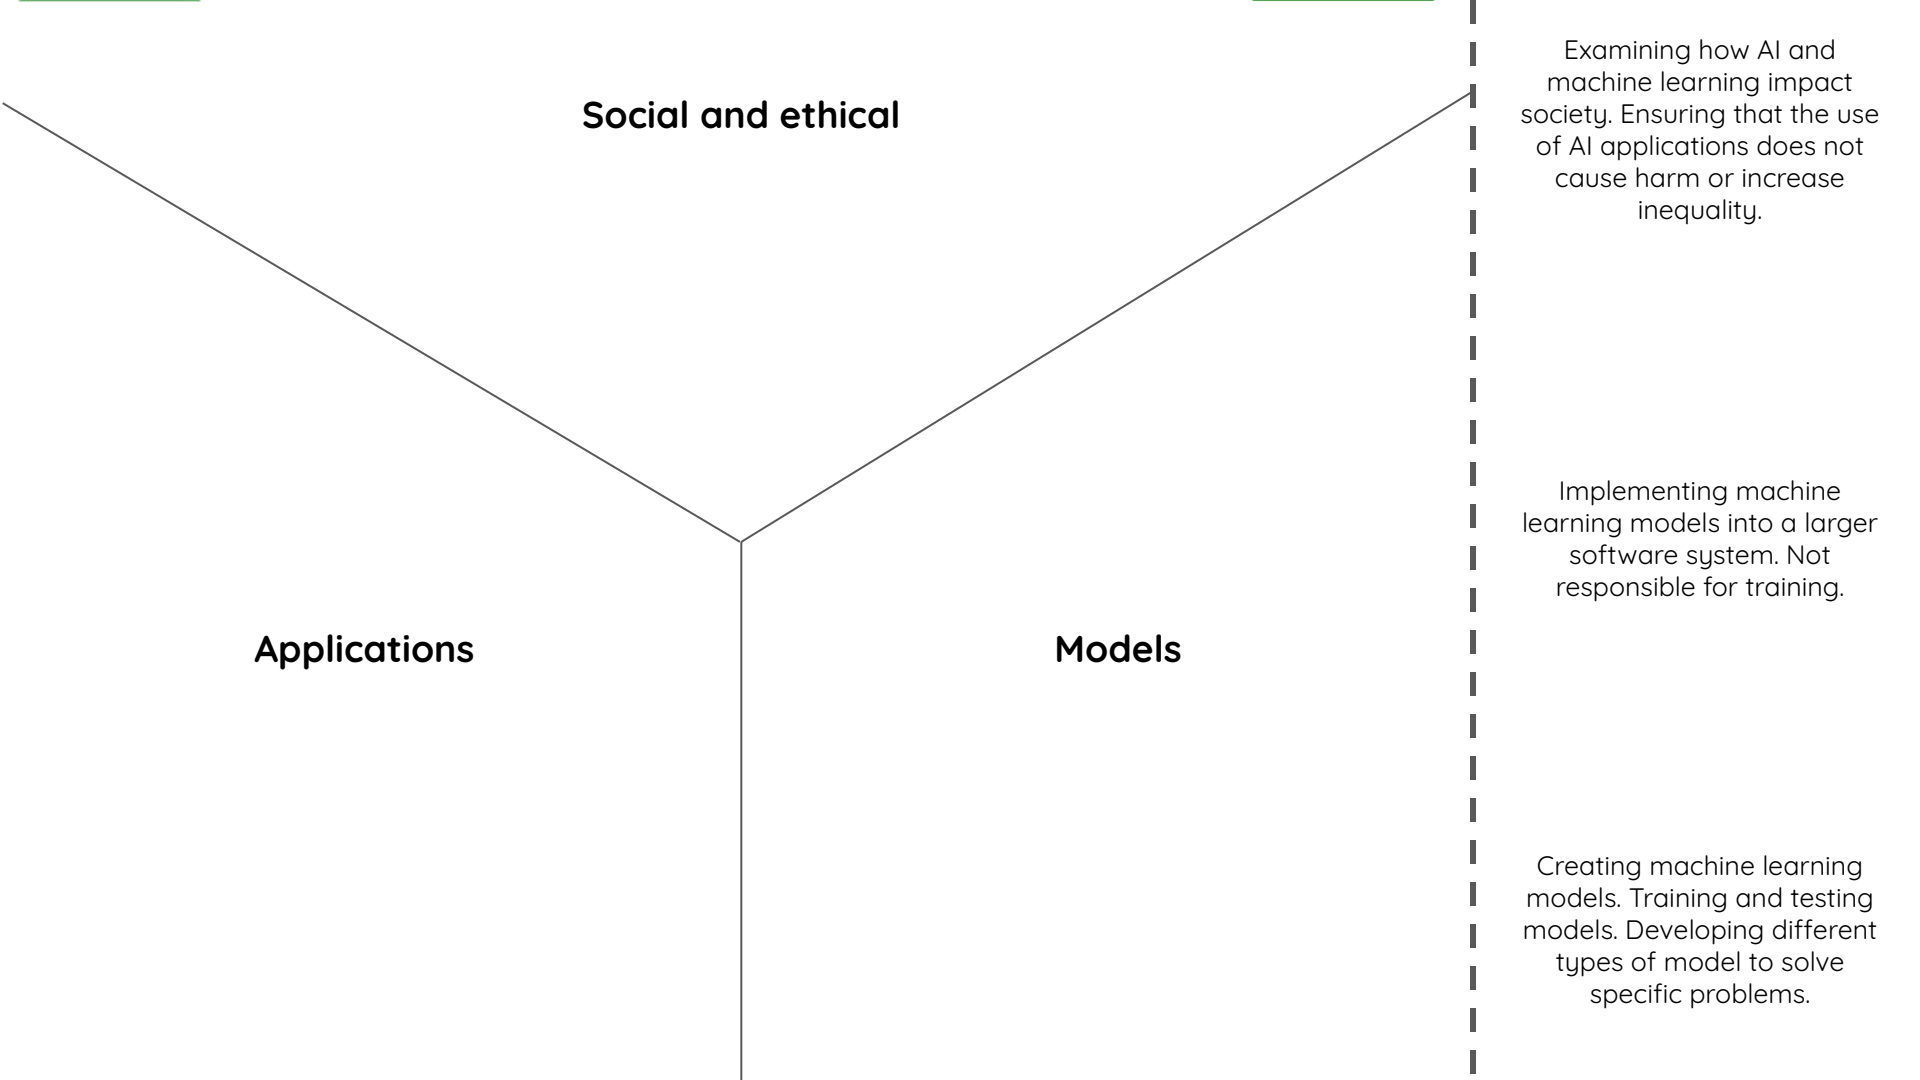 Social and ethical
Applications
Models
Examining how AI and
machine learning impact
society. Ensuring that the use
of AI applications does not
cause harm or increase
inequality.
Implementing machine
learning models into a larger
software system. Not
responsible for training.
Creating machine learning
models. Training and testing
models. Developing different
types of model to solve
specific problems.